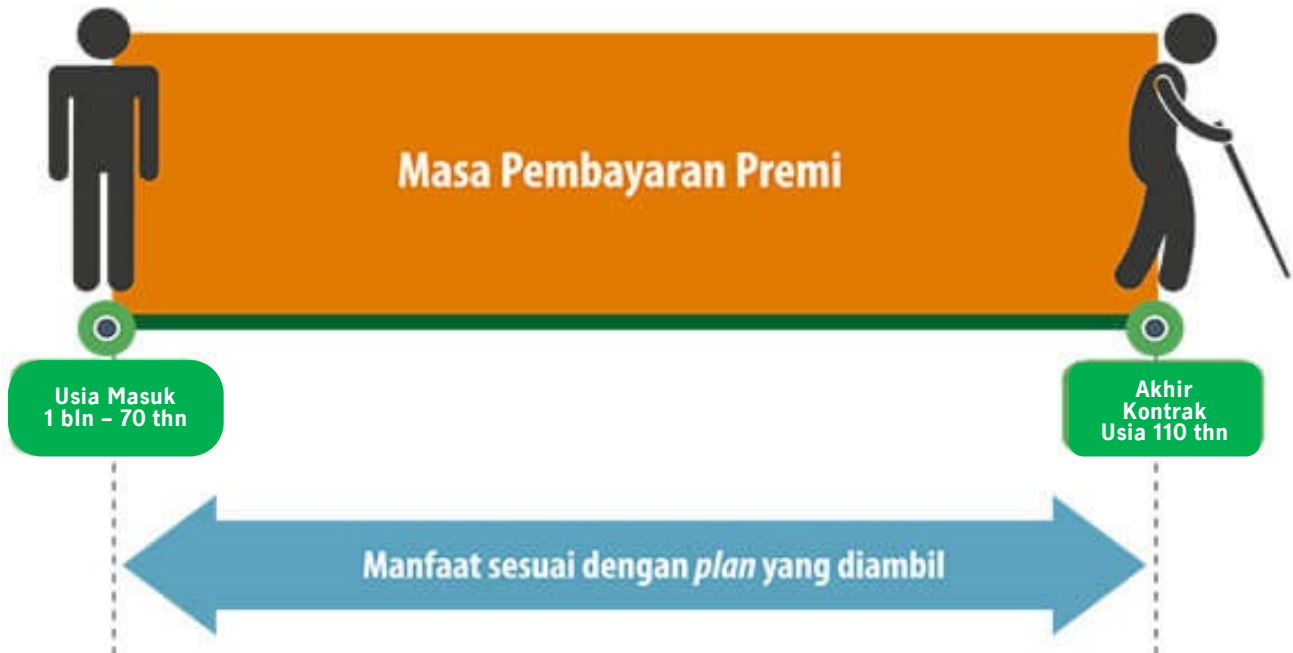 Masa Pembayaran Premi
Usia Masuk
1 bln – 70 thn
Akhir
Kontrak
Usia 110 thn
Manfaat sesuai dengan plan yang diambil